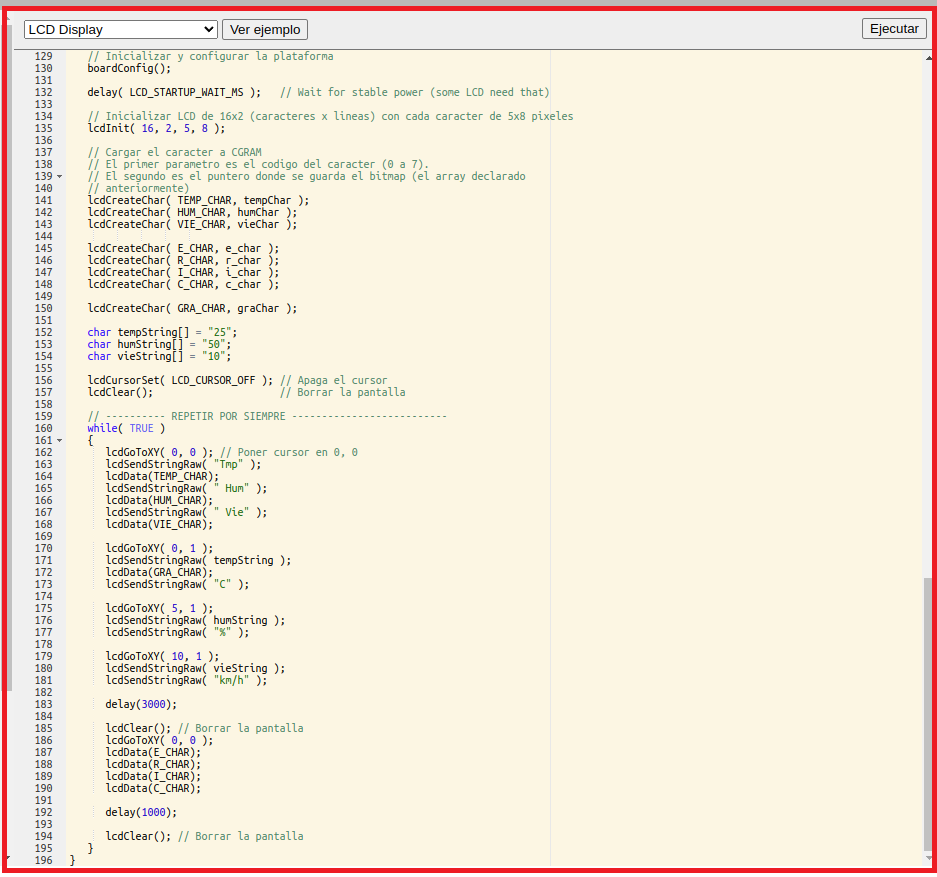 LCD Display Ver ejemplo Ejecutar
129 // Inicializar y configurar la plataforma
130 boardConfig();
131
132 delay( LCD_STARTUP_WAIT_MS ); // Wait for stable power (some LCD need that)
133
134 // Inicializar LCD de 16x2 (caracteres x lineas) con cada caracter de 5x8 pixeles
135 lcdInit( 16, 2, 5, 8 );
136
137 // Cargar el caracter a CGRAM
138 // El primer parametro es el codigo del caracter (0 a 7).
139 // El segundo es el puntero donde se guarda el bitmap (el array declarado
140 // anteriormente)
141 lcdCreateChar( TEMP_CHAR, tempChar );
142 lcdCreateChar( HUM_CHAR, humChar );
143 lcdCreateChar( VIE_CHAR, vieChar );
144
145 lcdCreateChar( E_CHAR, e_char );
146 lcdCreateChar( R_CHAR, r_char );
147 lcdCreateChar( I_CHAR, i_char );
148 lcdCreateChar( C_CHAR, c_char );
149
150 lcdCreateChar( GRA_CHAR, graChar );
151
152 char tempString[] = "25";
153 char humString[] = "50";
154 char vieString[] = "10";
155
156 lcdCursorSet( LCD_CURSOR_OFF ); // Apaga el cursor
157 lcdClear(); // Borrar la pantalla
158
159 // ---------- REPETIR POR SIEMPRE --------------------------
160 while( TRUE )
161 {
162 lcdGoToXY( 0, 0 ); // Poner cursor en 0, 0
163 lcdSendStringRaw( "Tmp" );
164 lcdData(TEMP_CHAR);
165 lcdSendStringRaw( " Hum" );
166 lcdData(HUM_CHAR);
167 lcdSendStringRaw( " Vie" );
168 lcdData(VIE_CHAR);
169
170 lcdGoToXY( 0, 1 );
171 lcdSendStringRaw( tempString );
172 lcdData(GRA_CHAR);
173 lcdSendStringRaw( "C" );
174
175 lcdGoToXY( 5, 1 );
176 lcdSendStringRaw( humString );
177 lcdSendStringRaw( "%" );
178
179 lcdGoToXY( 10, 1 );
180 lcdSendStringRaw( vieString );
181 lcdSendStringRaw( "km/h" );
182
183 delay(3000);
184
185 lcdClear(); // Borrar la pantalla
186 lcdGoToXY( 0, 0 );
187 lcdData(E_CHAR);
188 lcdData(R_CHAR);
189 lcdData(I_CHAR);
190 lcdData(C_CHAR);
191
192 delay(1000);
193
194 lcdClear(); // Borrar la pantalla
195 }
196 }